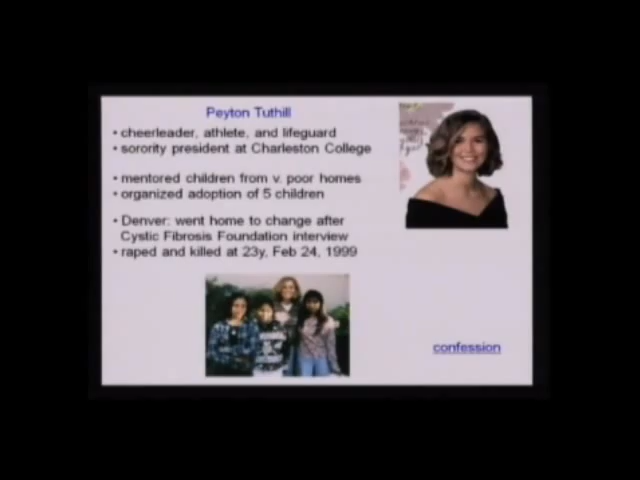 Peyton Tuthill
• cheerleader, athlete, and lifeguard
• sorority president at Charleston College
• mentored children from v. poor homes
• organized adoption of 5 children
• Denver: went home to change after
Cystic Fibrosis Foundation interview
• raped and killed at 23y, Feb 24, 1999
confession